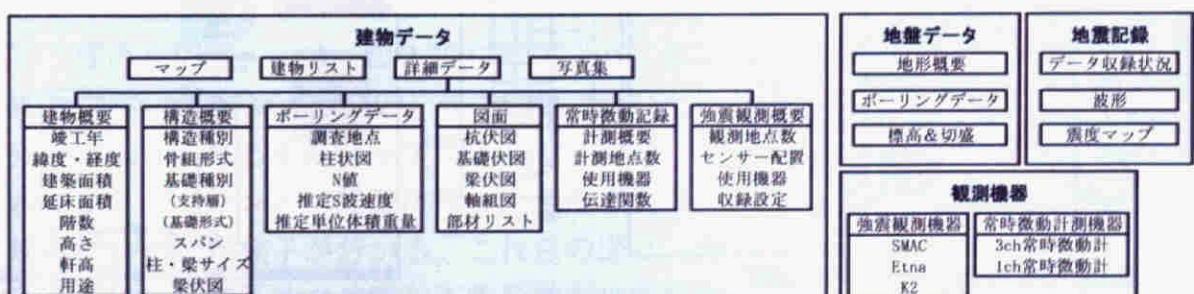 建物データ
マップ
建物リスト
詳細データ
写真集
建物概要
竣工年
緯度・経度
建築面積
延床面積
階数
高さ
軒高
用途
構造概要
構造種別
骨組形式
基礎種別
(支持層)
(基礎形式)
スパン
柱・梁サイズ
梁伏図
ボーリングデータ
調査地点
柱状図
N値
推定S波速度
推定単位体積重量
図面
杭伏図
基礎伏図
梁伏図
軸組図
部材リスト
常時微動記録
計測概要
計測地点数
使用機器
伝達関数
強震観測概要
観測地点数
センサー配置
使用機器
収録設定
地盤データ
地形概要
ボーリングデータ
標高&切盛
地震記録
データ収録状況
波形
震度マップ
観測機器
強震観測機器
SMAC
Etna
K2
常時微動計測機器
3ch常時微動計
1ch常時微動計